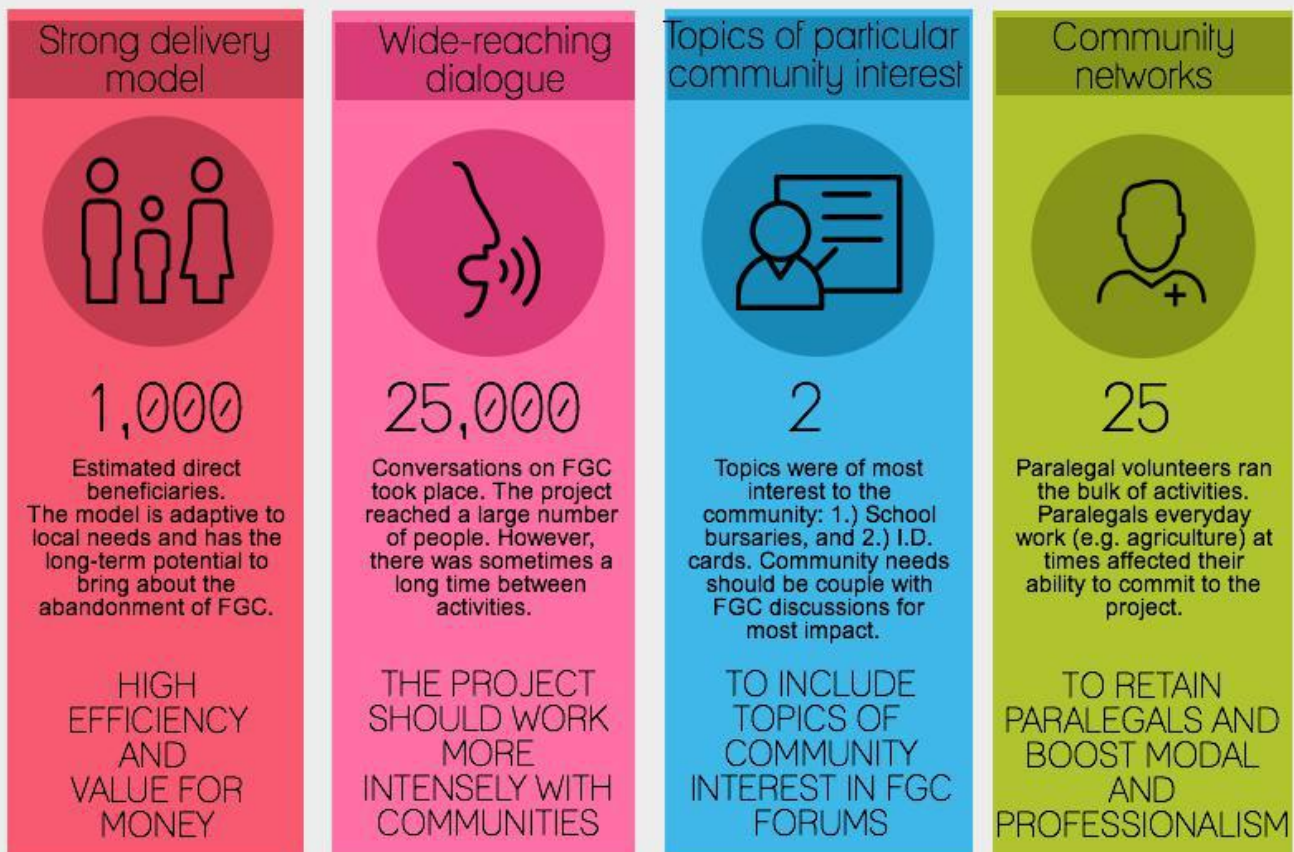 Strong delivery
model
1,000
Estimated direct
beneficiaries.
The model is adaptive to
local needs and has the
long-term potential to
bring about the
abandonment of FGC.
HIGH
EFFICIENCY
AND
VALUE FOR
MONEY
Wide-reaching
dialogue
25,000
Conversations on FGC
took place. The project
reached a large number
of people. However,
there was sometimes a
long time between
activities.
THE PROJECT
SHOULD WORK
MORE
INTENSELY WITH
COMMUNITIES
Topics of particular
community interest
2
Topics were of most
interest to the
community: 1.) School
bursaries, and 2.) I.D.
cards. Community needs
should be couple with
FGC discussions for
most impact.
TO INCLUDE
TOPICS OF
COMMUNITY
INTEREST IN FGC
FORUMS
Community
networks
25
Paralegal volunteers ran
the bulk of activities.
Paralegals everyday
work (e.g. agriculture) at
times affected their
ability to commit to the
project.
TO RETAIN
PARALEGALS AND
BOOST MODAL
AND
PROFESSIONALISM